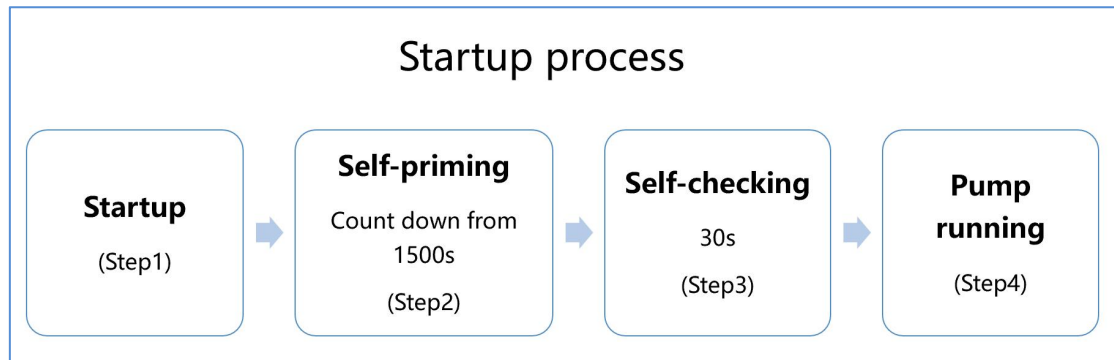 Startup process
Startup
(Step1)
Self-priming
Count down from
1500s
(Step2)
Self-checking
30s
(Step3)
Pump
running
(Step4)